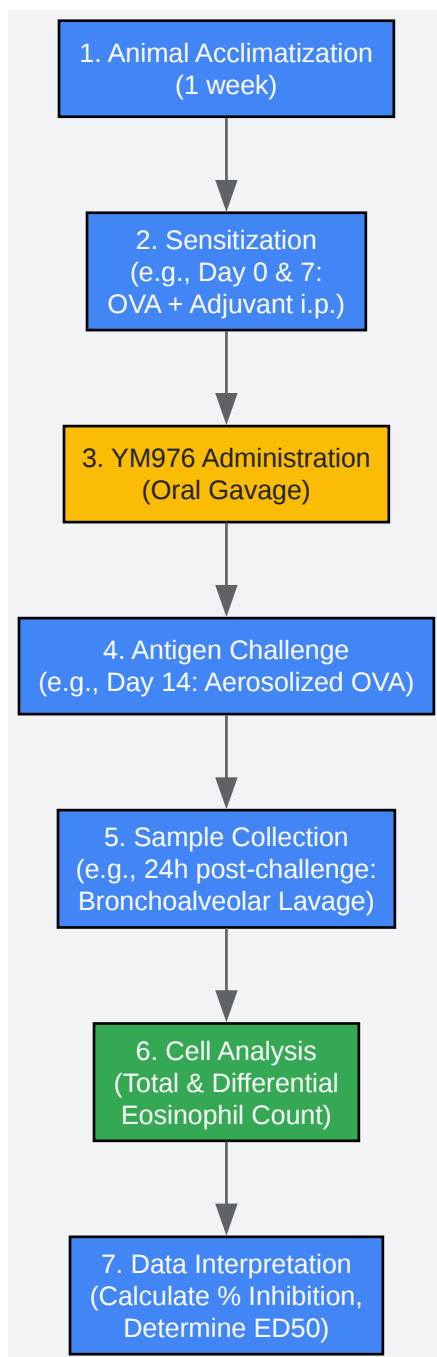 1. Animal Acclimatization
(1 week)
2. Sensitization
(e.g., Day 0 & 7:
OVA + Adjuvant i.p.)
3. YM976 Administration
(Oral Gavage)
4. Antigen Challenge
(e.g., Day 14: Aerosolized OVA)
5. Sample Collection
(e.g., 24h post-challenge:
Bronchoalveolar Lavage)
6. Cell Analysis
(Total & Differential
Eosinophil Count)
7. Data Interpretation
(Calculate % Inhibition,
Determine ED50)